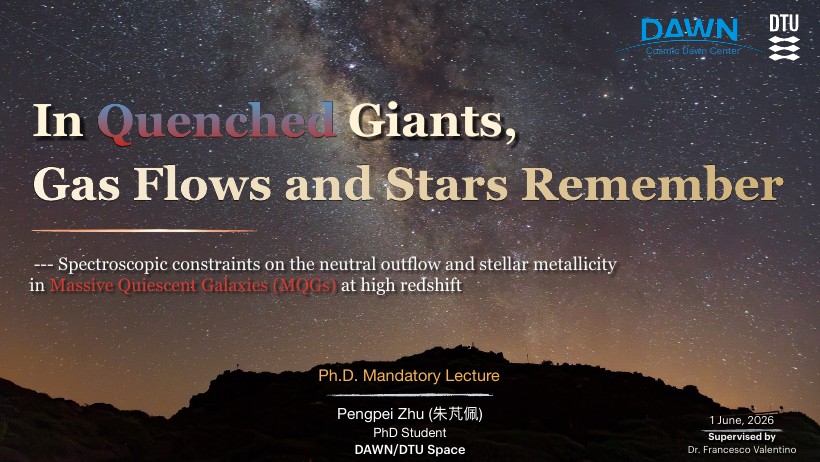 DAWN
Cosmic Dawn Center
DTU
In Quenched Giants,
Gas Flows and Stars Remember
--- Spectroscopic constraints on the neutral outflow and stellar metallicity
in Massive Quiescent Galaxies (MQGs) at high redshift
Ph.D. Mandatory Lecture
Pengpei Zhu (朱芃佩)
PhD Student
DAWN/DTU Space
1 June, 2026
Supervised by
Dr. Francesco Valentino